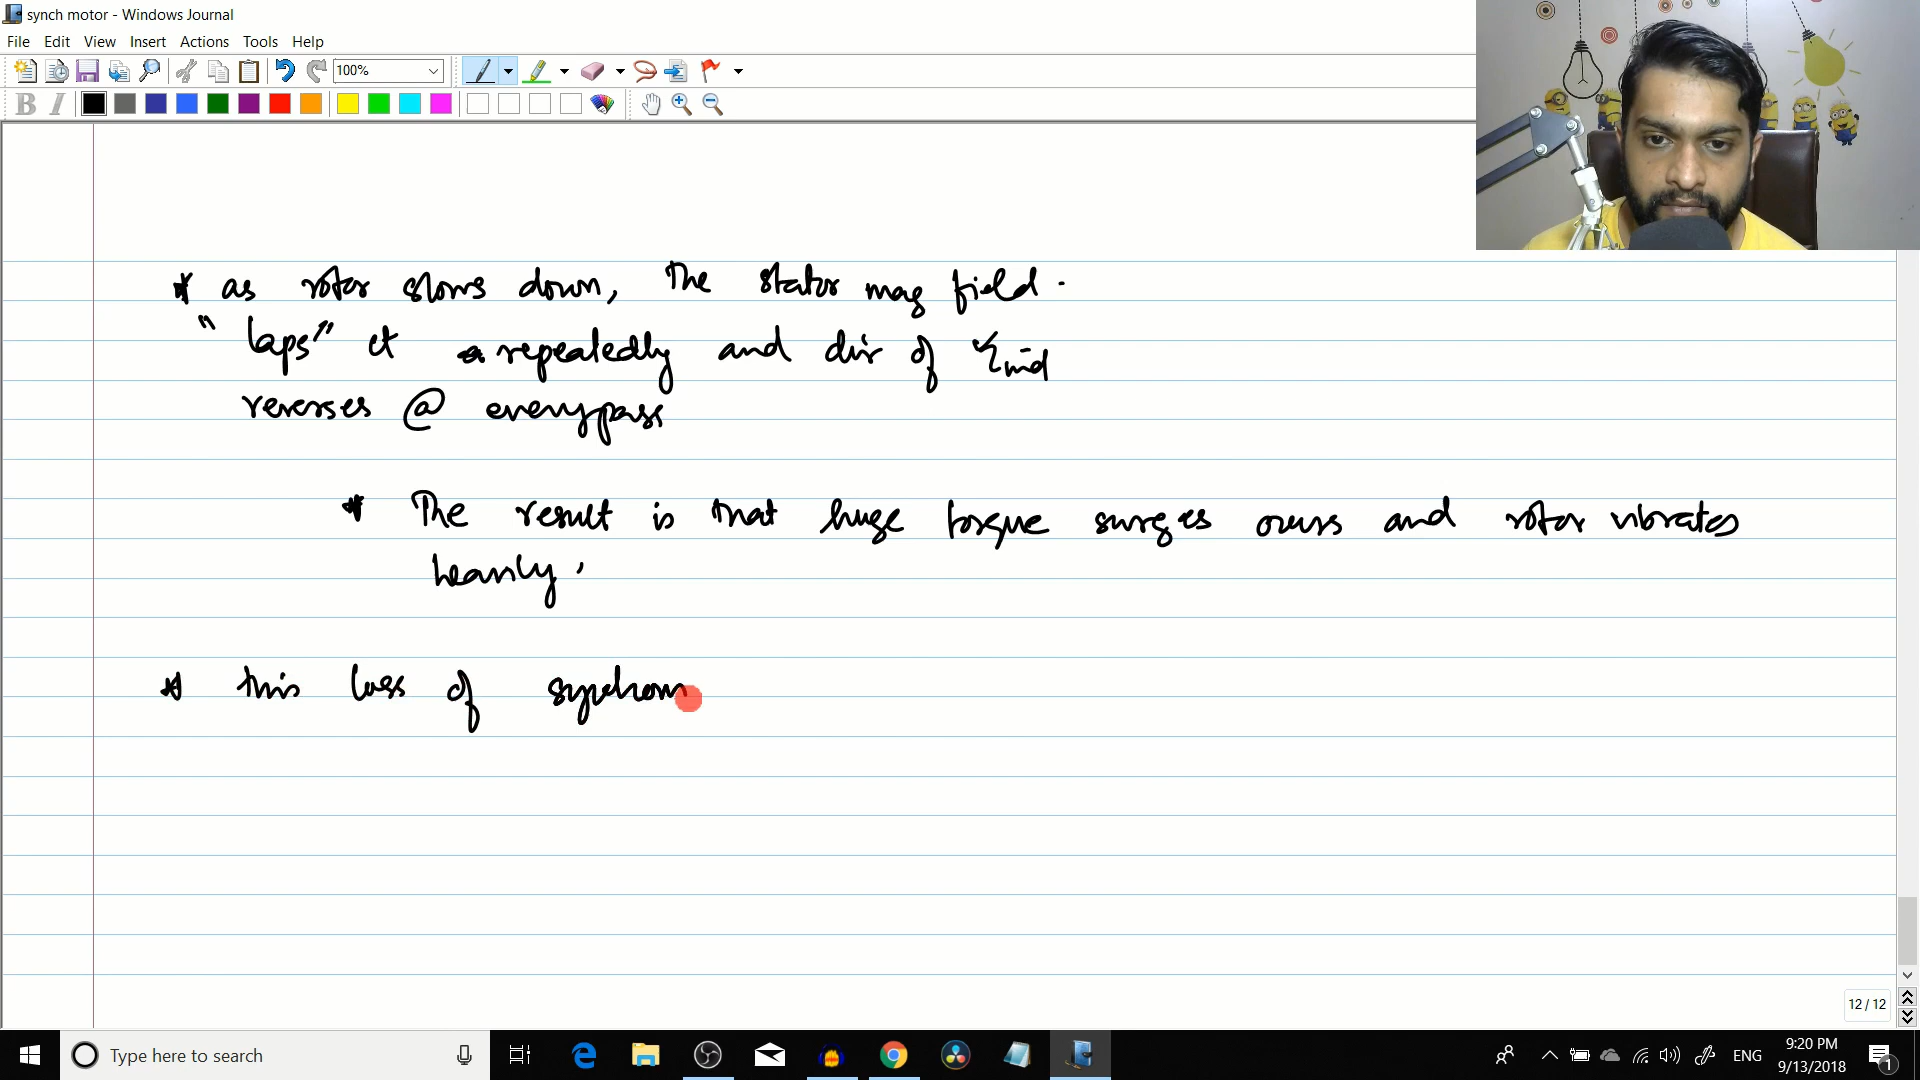 synch motor - Windows Journal
File Edit View Insert Actions Tools Help
100%
B I
* as rotor slows down, The stator mag field.
"laps" it repeatedly and dir of τind
reverses @ every pass
* The result is that huge torque surges ours and rotor vibrates
heavily.
* this loss of synchron
12 / 12
Type here to search
ENG
9:20 PM
9/13/2018
1